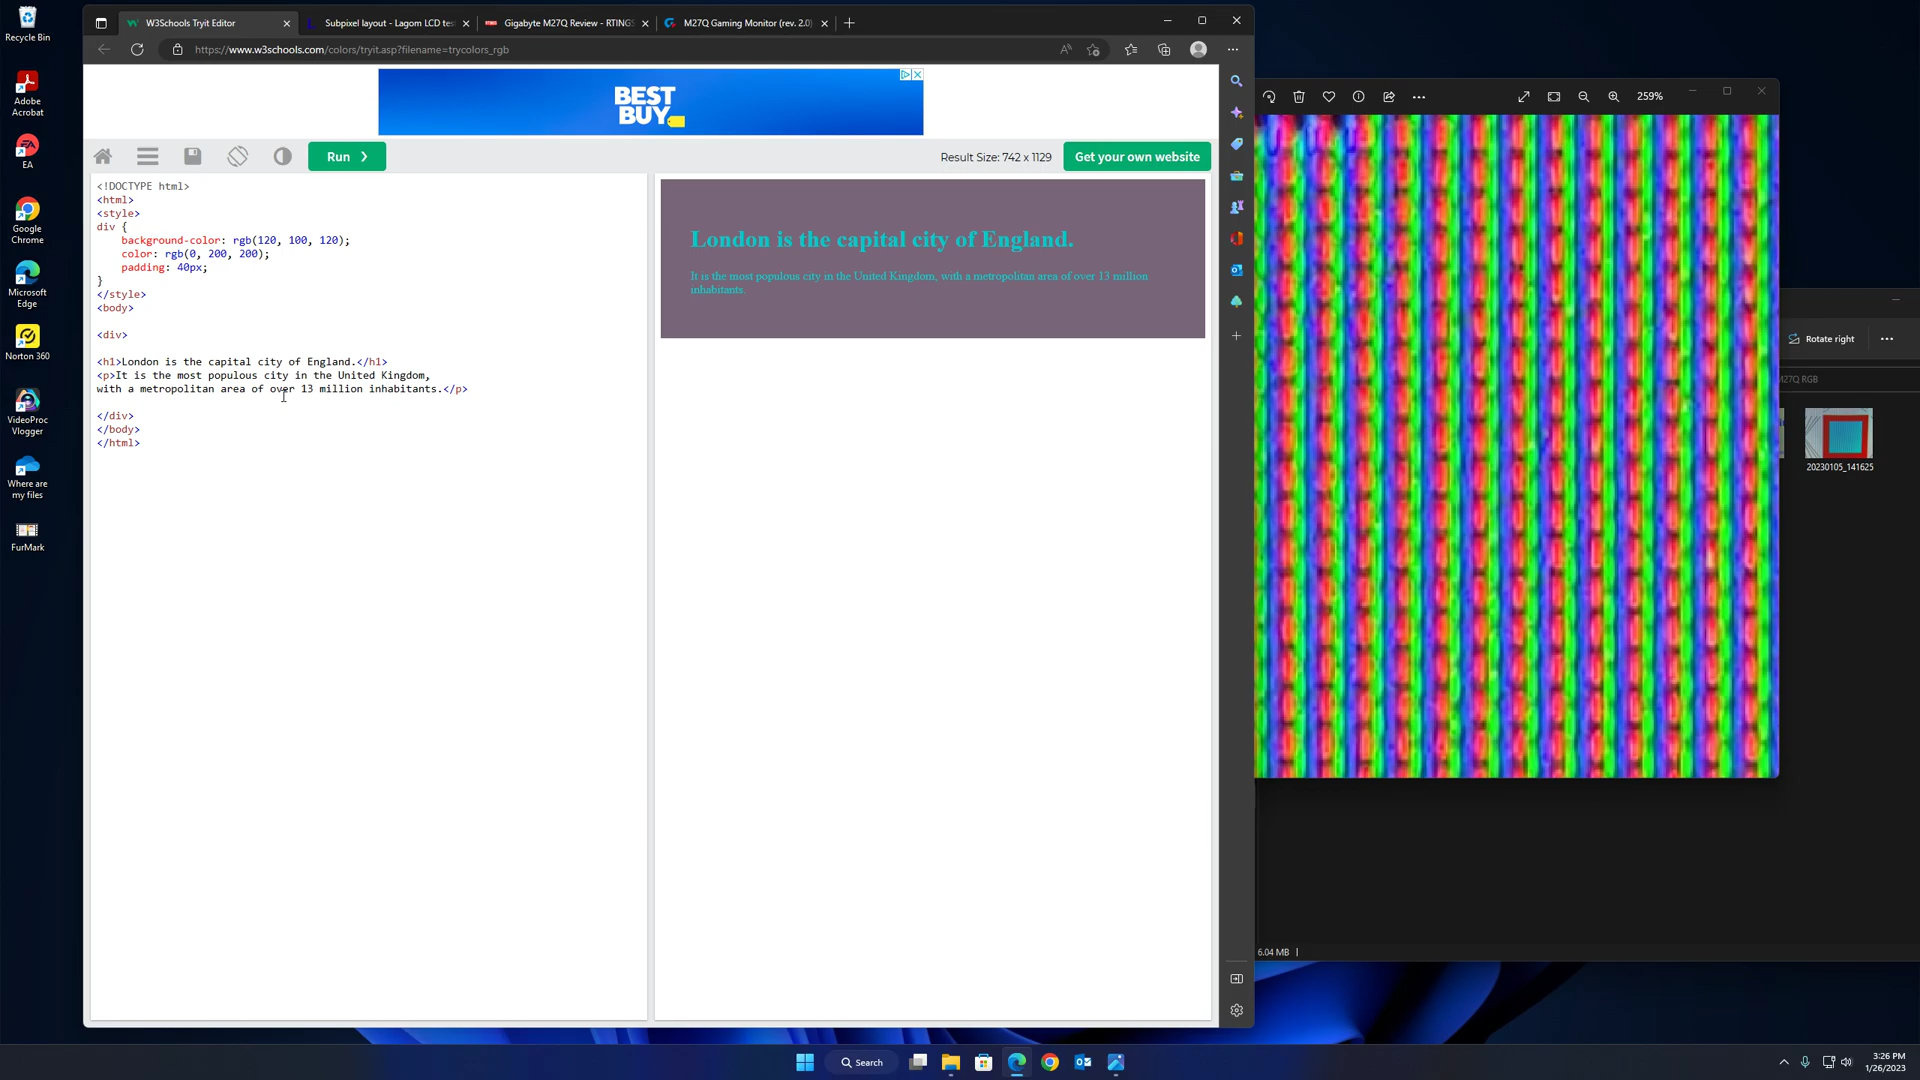 Recycle Bin
Adobe
Acrobat
EA
Google
Chrome
Microsoft
Edge
Norton 360
VideoProc
Vlogger
Where are
my files
FurMark
W3Schools Tryit Editor
Subpixel layout - Lagom LCD tes
Gigabyte M27Q Review - RTINGS
M27Q Gaming Monitor (rev. 2.0)
https://www.w3schools.com/colors/tryit.asp?filename=trycolors_rgb
BEST
BUY
Run ❯
Result Size: 742 x 1129
Get your own website
<!DOCTYPE html>
<html>
<style>
div {
background-color: rgb(120, 100, 120);
color: rgb(0, 200, 200);
padding: 40px;
}
</style>
<body>
<div>
<h1>London is the capital city of England.</h1>
<p>It is the most populous city in the United Kingdom,
with a metropolitan area of over 13 million inhabitants.</p>
</div>
</body>
</html>
London is the capital city of England.
It is the most populous city in the United Kingdom, with a metropolitan area of over 13 million
inhabitants.
259%
Rotate right
M27Q RGB
20230105_141625
6.04 MB
Search
3:26 PM
1/26/2023